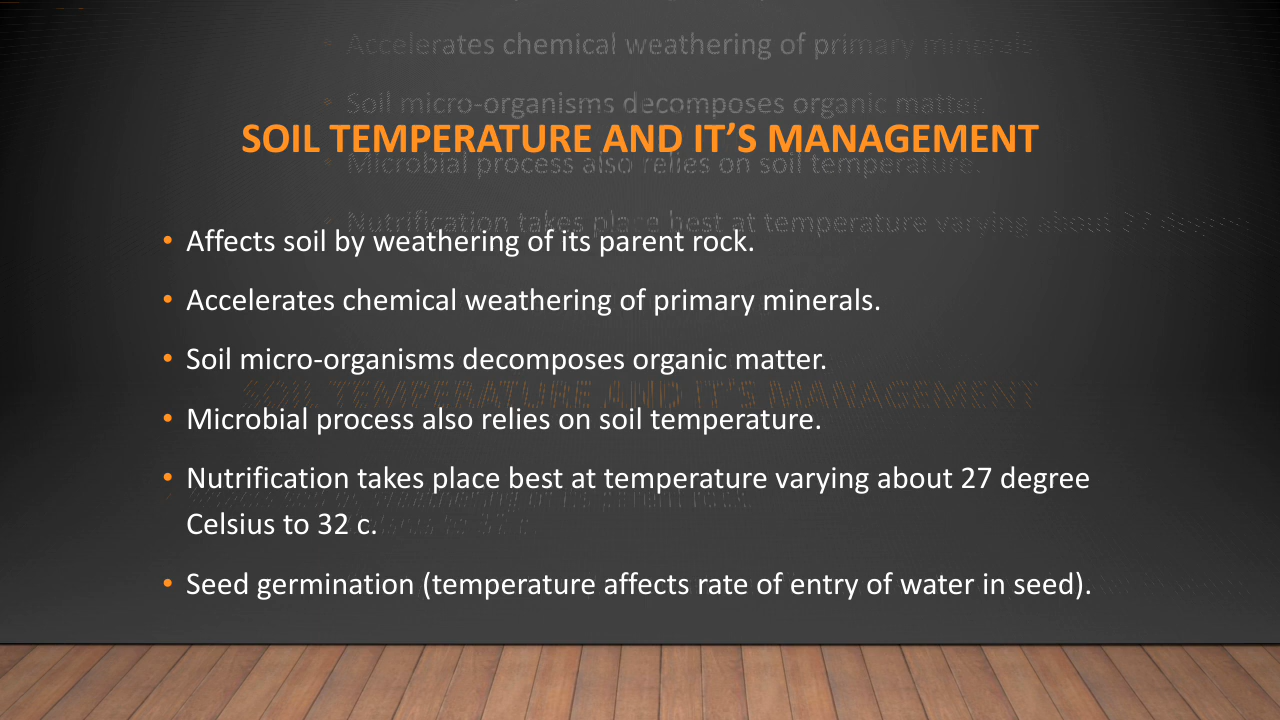 SOIL TEMPERATURE AND IT’S MANAGEMENT
• Affects soil by weathering of its parent rock.
• Accelerates chemical weathering of primary minerals.
• Soil micro-organisms decomposes organic matter.
• Microbial process also relies on soil temperature.
• Nutrification takes place best at temperature varying about 27 degree
Celsius to 32 c.
• Seed germination (temperature affects rate of entry of water in seed).